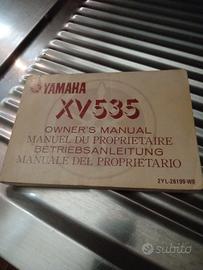 YAMAHA
XV535
OWNER'S MANUAL
MANUEL DU PROPRIETAIRE
BETRIEBSANLEITUNG
MANUALE DEL PROPRIETARIO
2YL-28199-W8
subito